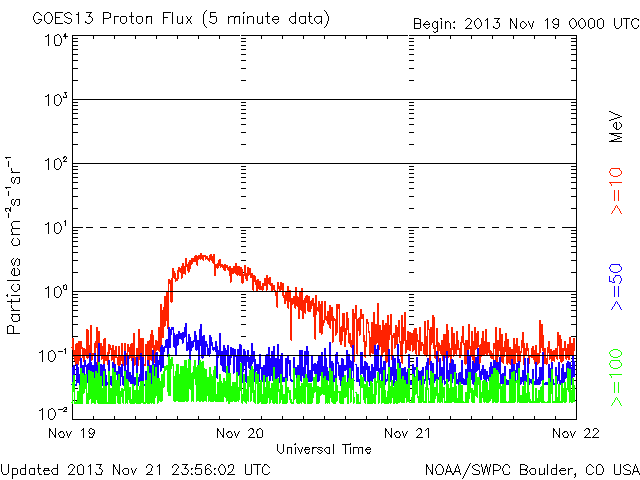 GOES13 Proton Flux (5 minute data)
Begin: 2013 Nov 19 0000 UTC
Particles cm⁻²s⁻¹sr⁻¹
10⁴
10³
10²
10¹
10⁰
10⁻¹
10⁻²
Nov 19
Nov 20
Nov 21
Nov 22
Universal Time
MeV
>=10
>=50
>=100
Updated 2013 Nov 21 23:56:02 UTC
NOAA/SWPC Boulder, CO USA